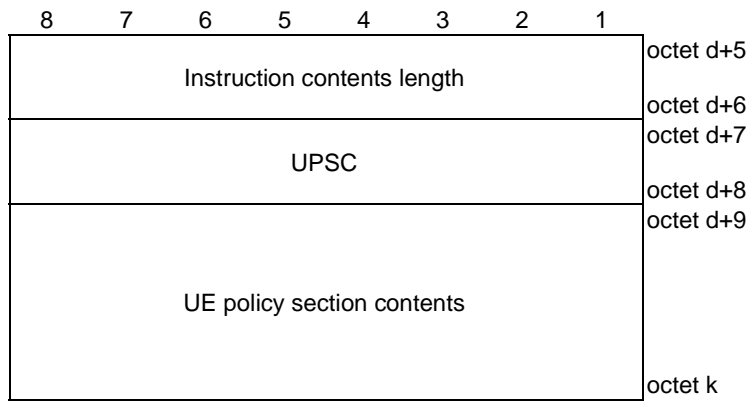 8 7 6 5 4 3 2 1
octet d+5
Instruction contents length
octet d+6
octet d+7
UPSC
octet d+8
octet d+9
UE policy section contents
octet k